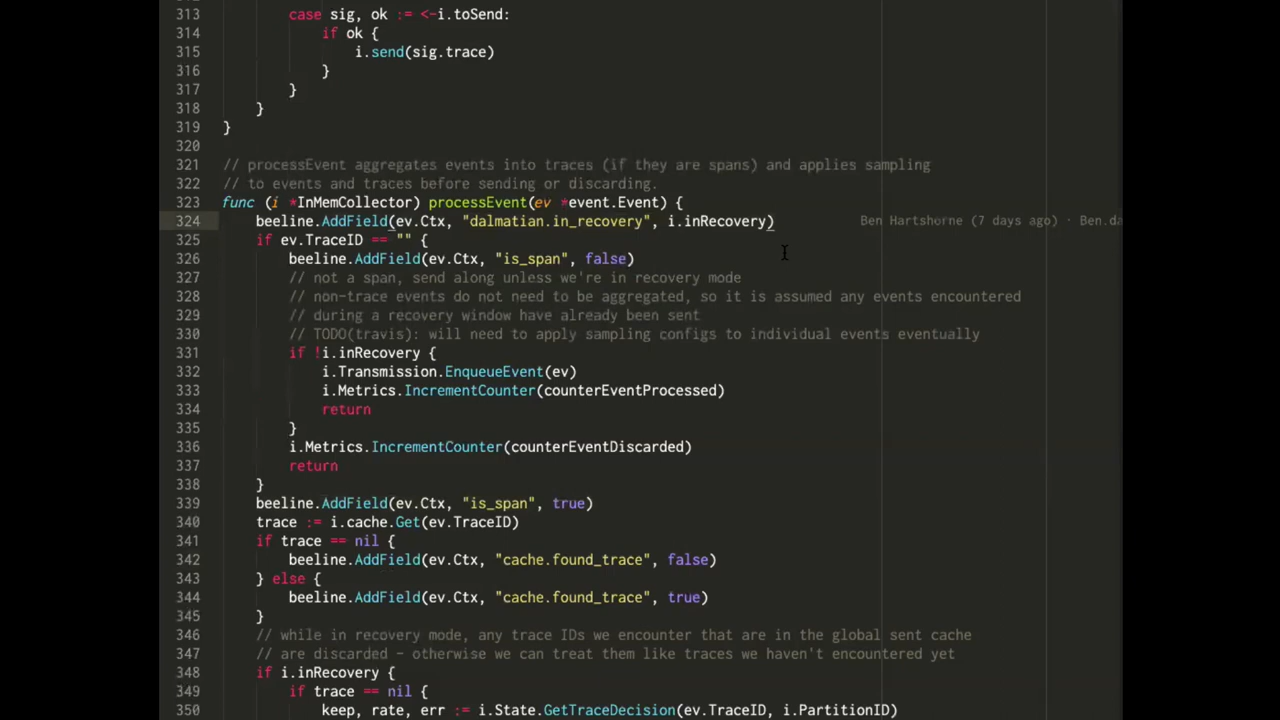 313 case sig, ok := <-i.toSend:
314 if ok {
315 i.send(sig.trace)
316 }
317 }
318 }
319 }
320
321 // processEvent aggregates events into traces (if they are spans) and applies sampling
322 // to events and traces before sending or discarding.
323 func (i *InMemCollector) processEvent(ev *event.Event) {
324 beeline.AddField(ev.Ctx, "dalmatian.in_recovery", i.inRecovery) Ben Hartshorne (7 days ago) · Ben.da
325 if ev.TraceID == "" {
326 beeline.AddField(ev.Ctx, "is_span", false)
327 // not a span, send along unless we're in recovery mode
328 // non-trace events do not need to be aggregated, so it is assumed any events encountered
329 // during a recovery window have already been sent
330 // TODO(travis): will need to apply sampling configs to individual events eventually
331 if !i.inRecovery {
332 i.Transmission.EnqueueEvent(ev)
333 i.Metrics.IncrementCounter(counterEventProcessed)
334 return
335 }
336 i.Metrics.IncrementCounter(counterEventDiscarded)
337 return
338 }
339 beeline.AddField(ev.Ctx, "is_span", true)
340 trace := i.cache.Get(ev.TraceID)
341 if trace == nil {
342 beeline.AddField(ev.Ctx, "cache.found_trace", false)
343 } else {
344 beeline.AddField(ev.Ctx, "cache.found_trace", true)
345 }
346 // while in recovery mode, any trace IDs we encounter that are in the global sent cache
347 // are discarded - otherwise we can treat them like traces we haven't encountered yet
348 if i.inRecovery {
349 if trace == nil {
350 keep, rate, err := i.State.GetTraceDecision(ev.TraceID, i.PartitionID)